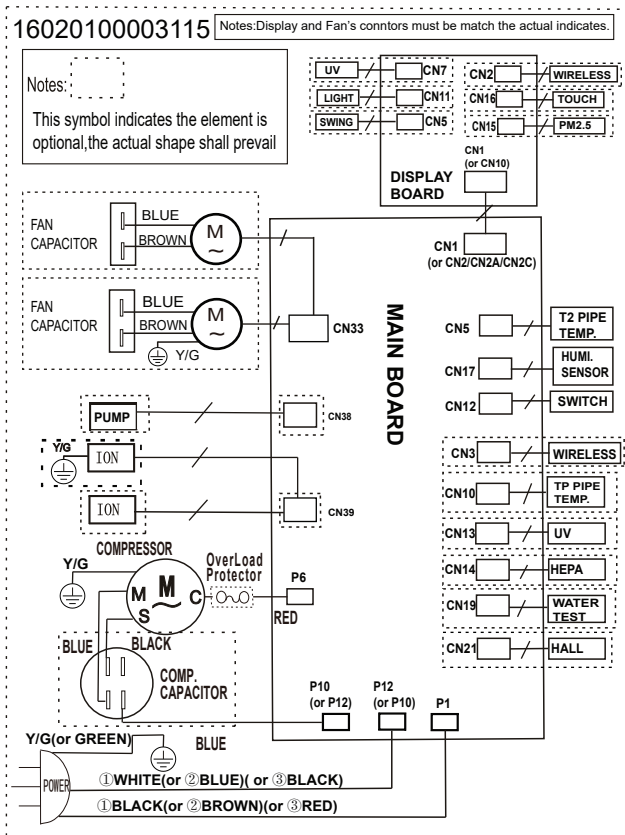 16020100003115
Notes:Display and Fan's conntors must be match the actual indicates.
Notes:
This symbol indicates the element is
optional,the actual shape shall prevail
UV
CN7
LIGHT
CN11
SWING
CN5
CN2
WIRELESS
CN16
TOUCH
CN15
PM2.5
CN1
(or CN10)
DISPLAY
BOARD
CN1
(or CN2/CN2A/CN2C)
FAN
CAPACITOR
BLUE
BROWN
M
~
FAN
CAPACITOR
BLUE
BROWN
Y/G
M
~
CN33
MAIN BOARD
CN5
T2 PIPE
TEMP.
CN17
HUMI.
SENSOR
CN12
SWITCH
PUMP
CN38
Y/G
ION
ION
CN39
CN3
WIRELESS
CN10
TP PIPE
TEMP.
CN13
UV
CN14
HEPA
CN19
WATER
TEST
CN21
HALL
COMPRESSOR
Y/G
M
M
~
C
S
OverLoad
Protector
P6
RED
BLUE
BLACK
COMP.
CAPACITOR
P10
(or P12)
P12
(or P10)
P1
Y/G(or GREEN)
BLUE
POWER
①WHITE(or ②BLUE)( or ③BLACK)
①BLACK(or ②BROWN)(or ③RED)